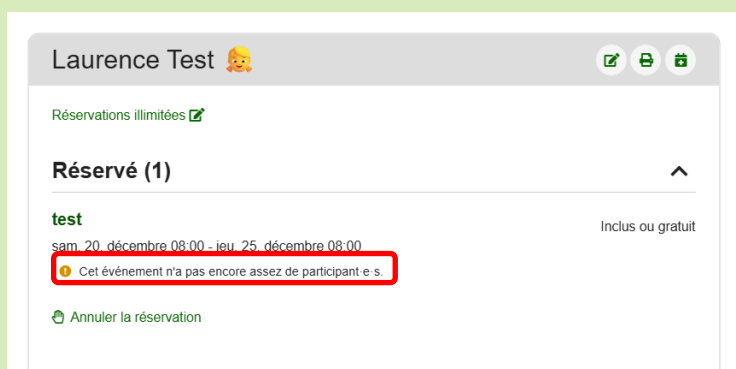 Laurence Test
Réservations illimitées
Réservé (1)
test
Inclus ou gratuit
sam. 20. décembre 08:00 - jeu. 25. décembre 08:00
Cet événement n'a pas encore assez de participant·e·s.
Annuler la réservation